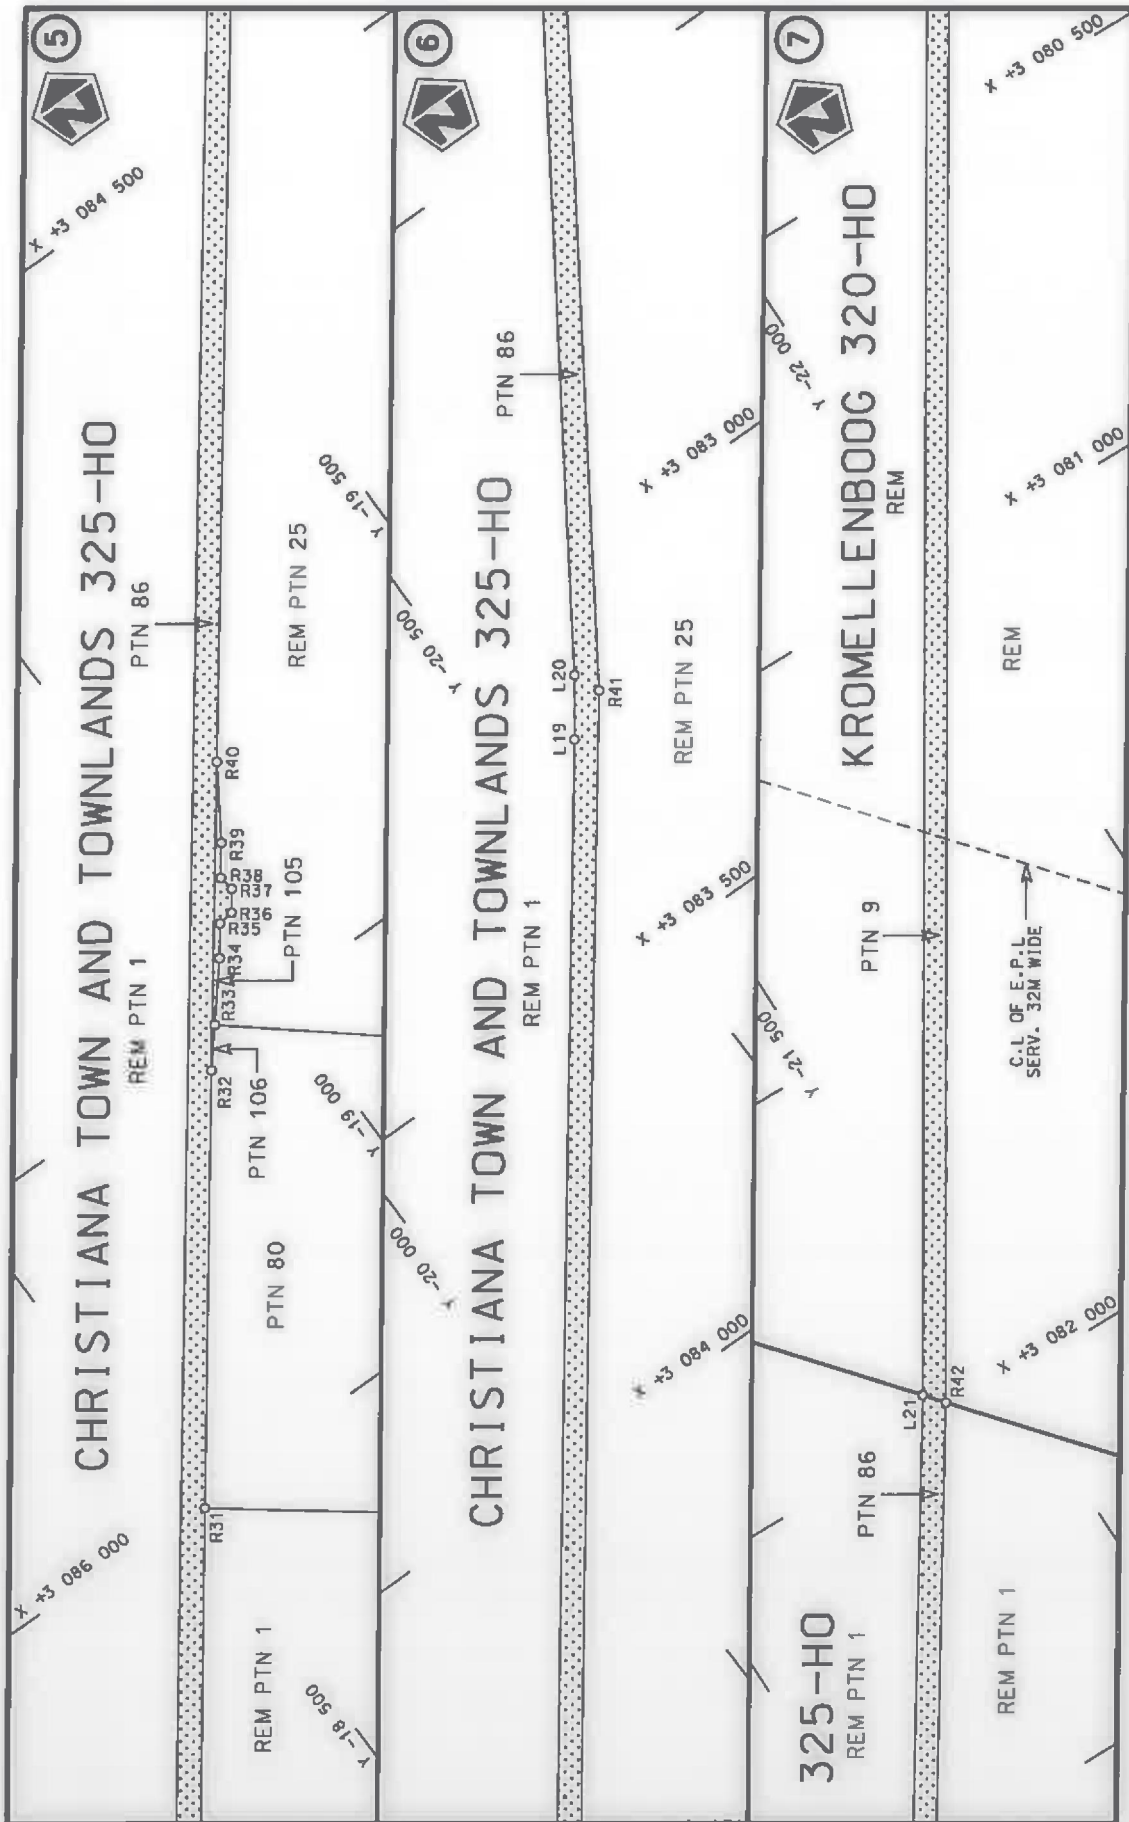 5
X +3 086 000
X +3 084 500
CHRISTIANA TOWN AND TOWNLANDS 325-HO
REM PTN 1
PTN 86
R31
R32
R33
R34
R35
R36
R37
R38
R39
R40
PTN 106
PTN 105
REM PTN 1
PTN 80
REM PTN 25
Y -18 500
Y -19 000
Y -19 500
6
Y -20 000
Y -20 500
CHRISTIANA TOWN AND TOWNLANDS 325-HO
REM PTN 1
PTN 86
L19
L20
R41
REM PTN 25
X +3 084 000
X +3 083 500
X +3 083 000
7
Y -21 500
Y -22 000
325-HO
REM PTN 1
KROMELLENBOOG 320-HO
REM
PTN 86
PTN 9
L21
R42
REM PTN 1
C.L OF E.P.L
SERV. 32M WIDE
REM
X +3 082 000
X +3 081 000
X +3 080 500